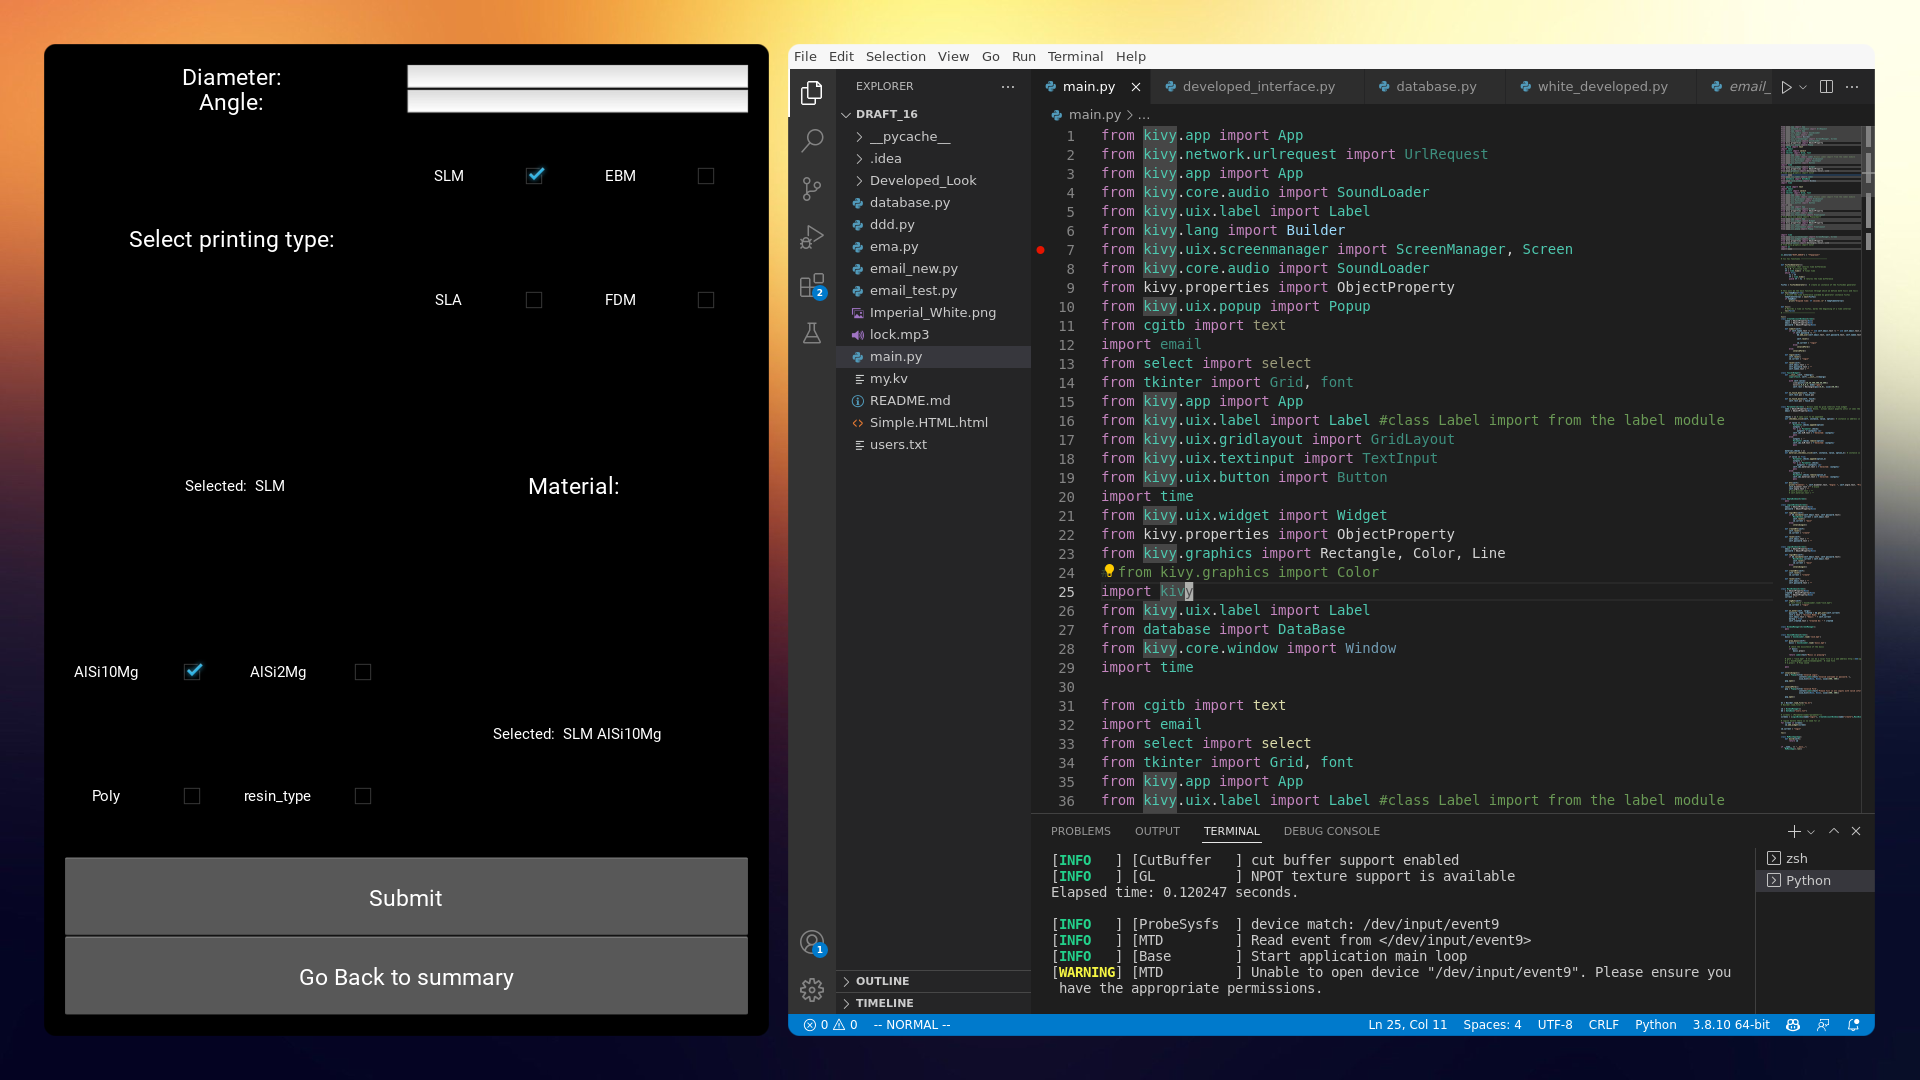 Diameter:
Angle:
SLM
EBM
Select printing type:
SLA
FDM
Selected:  SLM
Material:
AlSi10Mg
AlSi2Mg
Selected:  SLM AlSi10Mg
Poly
resin_type
Submit
Go Back to summary
File Edit Selection View Go Run Terminal Help
EXPLORER
DRAFT_16
__pycache__
.idea
Developed_Look
database.py
ddd.py
ema.py
email_new.py
email_test.py
Imperial_White.png
lock.mp3
main.py
my.kv
README.md
Simple.HTML.html
users.txt
OUTLINE
TIMELINE
2
1
main.py developed_interface.py database.py white_developed.py email_
main.py > ...
1 from kivy.app import App
2 from kivy.network.urlrequest import UrlRequest
3 from kivy.app import App
4 from kivy.core.audio import SoundLoader
5 from kivy.uix.label import Label
6 from kivy.lang import Builder
7 from kivy.uix.screenmanager import ScreenManager, Screen
8 from kivy.core.audio import SoundLoader
9 from kivy.properties import ObjectProperty
10 from kivy.uix.popup import Popup
11 from cgitb import text
12 import email
13 from select import select
14 from tkinter import Grid, font
15 from kivy.app import App
16 from kivy.uix.label import Label #class Label import from the label module
17 from kivy.uix.gridlayout import GridLayout
18 from kivy.uix.textinput import TextInput
19 from kivy.uix.button import Button
20 import time
21 from kivy.uix.widget import Widget
22 from kivy.properties import ObjectProperty
23 from kivy.graphics import Rectangle, Color, Line
24 from kivy.graphics import Color
25 import kivy
26 from kivy.uix.label import Label
27 from database import DataBase
28 from kivy.core.window import Window
29 import time
30
31 from cgitb import text
32 import email
33 from select import select
34 from tkinter import Grid, font
35 from kivy.app import App
36 from kivy.uix.label import Label #class Label import from the label module
PROBLEMS OUTPUT TERMINAL DEBUG CONSOLE
[INFO   ] [CutBuffer   ] cut buffer support enabled
[INFO   ] [GL          ] NPOT texture support is available
Elapsed time: 0.120247 seconds.
[INFO   ] [ProbeSysfs  ] device match: /dev/input/event9
[INFO   ] [MTD         ] Read event from </dev/input/event9>
[INFO   ] [Base        ] Start application main loop
[WARNING] [MTD         ] Unable to open device "/dev/input/event9". Please ensure you
have the appropriate permissions.
zsh
Python
0 0 -- NORMAL -- Ln 25, Col 11 Spaces: 4 UTF-8 CRLF Python 3.8.10 64-bit